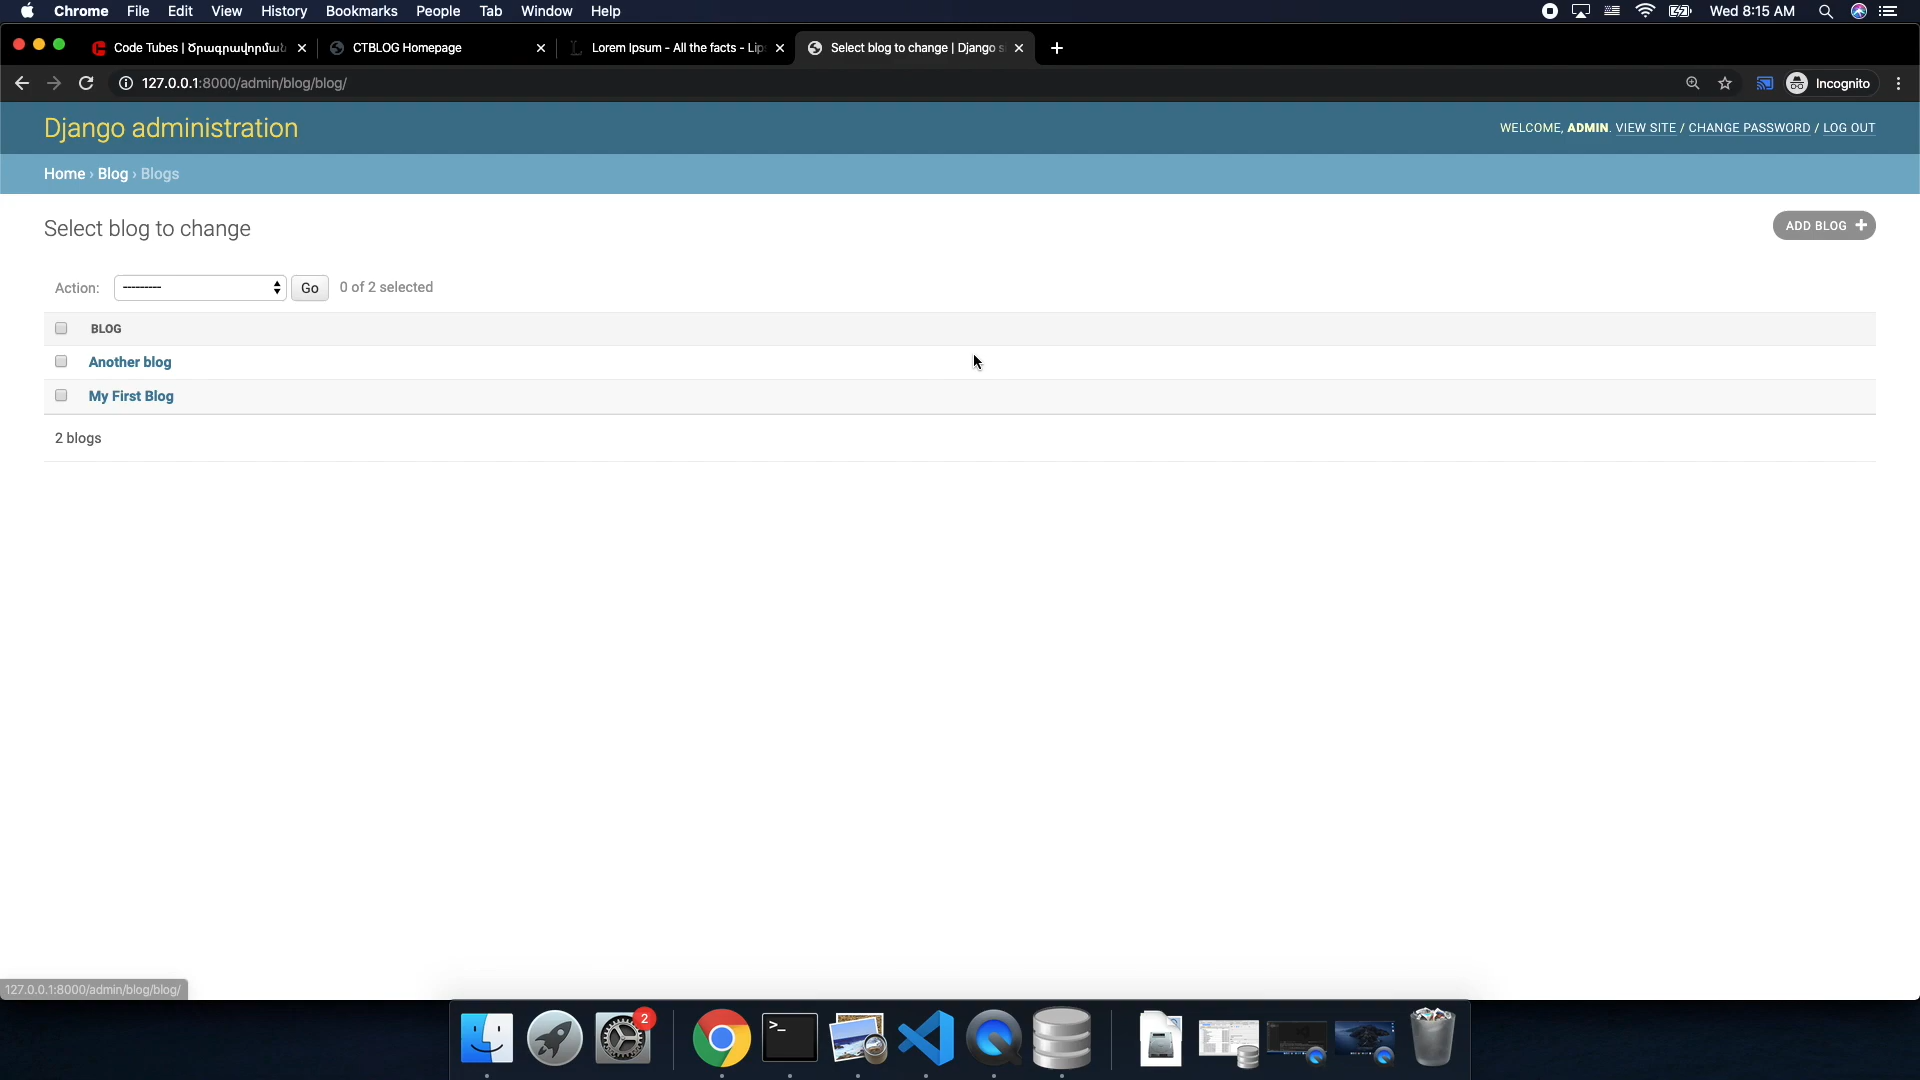 Chrome File Edit View History Bookmarks People Tab Window Help Wed 8:15 AM
Code Tubes | Ծրագրավորման CTBLOG Homepage Lorem Ipsum - All the facts - Lip Select blog to change | Django s
127.0.0.1:8000/admin/blog/blog/ Incognito
Django administration WELCOME, ADMIN. VIEW SITE / CHANGE PASSWORD / LOG OUT
Home › Blog › Blogs
Select blog to change ADD BLOG +
Action: --------- Go 0 of 2 selected
BLOG
Another blog
My First Blog
2 blogs
127.0.0.1:8000/admin/blog/blog/
2
>_